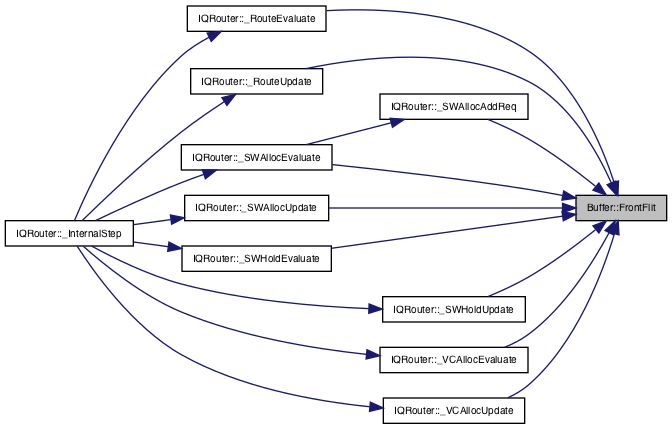 IQRouter::_RouteEvaluate
IQRouter::_RouteUpdate
IQRouter::_SWAllocAddReq
IQRouter::_SWAllocEvaluate
IQRouter::_SWAllocUpdate
Buffer::FrontFlit
IQRouter::_InternalStep
IQRouter::_SWHoldEvaluate
IQRouter::_SWHoldUpdate
IQRouter::_VCAllocEvaluate
IQRouter::_VCAllocUpdate